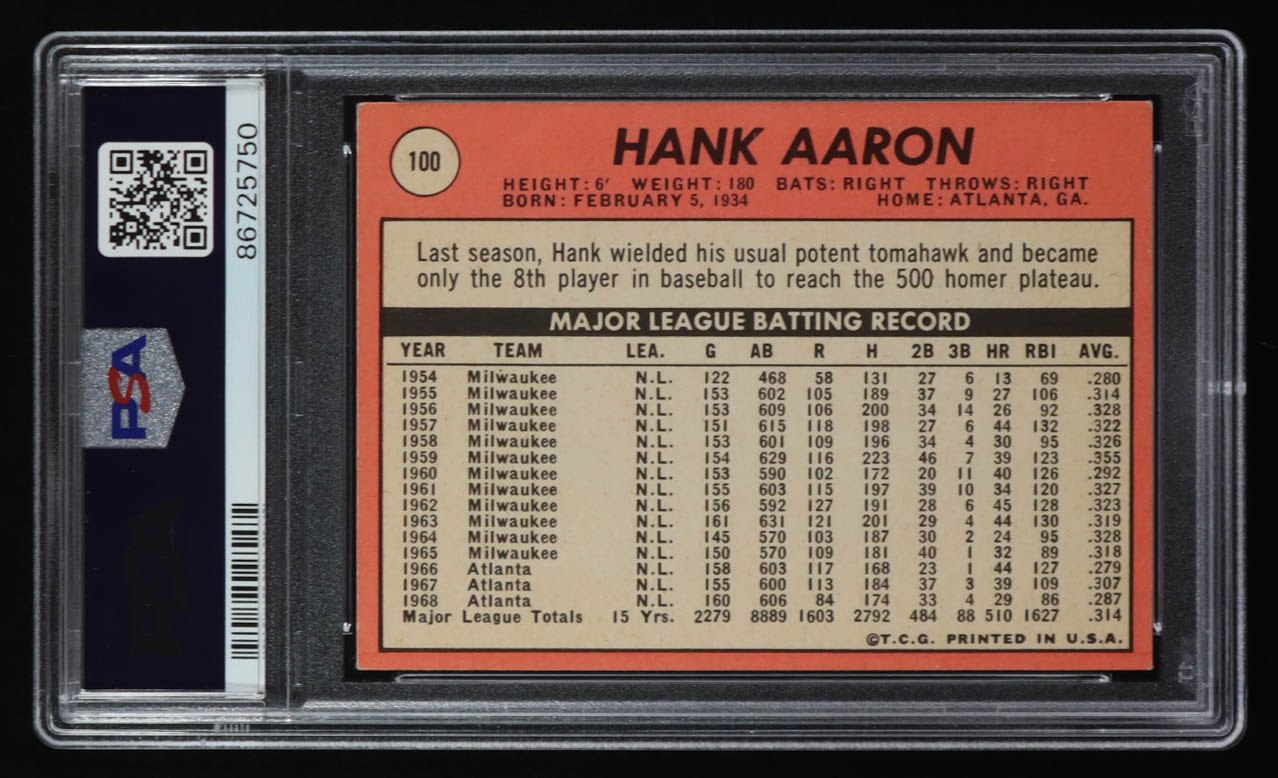 86725750
PSA
100
HANK AARON
HEIGHT: 6' WEIGHT: 180 BATS: RIGHT THROWS: RIGHT
BORN: FEBRUARY 5, 1934 HOME: ATLANTA, GA.
Last season, Hank wielded his usual potent tomahawk and became
only the 8th player in baseball to reach the 500 homer plateau.
MAJOR LEAGUE BATTING RECORD
YEAR TEAM LEA. G AB R H 2B 3B HR RBI AVG.
1954 Milwaukee N.L. 122 468 58 131 27 6 13 69 .280
1955 Milwaukee N.L. 153 602 105 189 37 9 27 106 .314
1956 Milwaukee N.L. 153 609 106 200 34 14 26 92 .328
1957 Milwaukee N.L. 151 615 118 198 27 6 44 132 .322
1958 Milwaukee N.L. 153 601 109 196 34 4 30 95 .326
1959 Milwaukee N.L. 154 629 116 223 46 7 39 123 .355
1960 Milwaukee N.L. 153 590 102 172 20 11 40 126 .292
1961 Milwaukee N.L. 155 603 115 197 39 10 34 120 .327
1962 Milwaukee N.L. 156 592 127 191 28 6 45 128 .323
1963 Milwaukee N.L. 161 631 121 201 29 4 44 130 .319
1964 Milwaukee N.L. 145 570 103 187 30 2 24 95 .328
1965 Milwaukee N.L. 150 570 109 181 40 1 32 89 .318
1966 Atlanta N.L. 158 603 117 168 23 1 44 127 .279
1967 Atlanta N.L. 155 600 113 184 37 3 39 109 .307
1968 Atlanta N.L. 160 606 84 174 33 4 29 86 .287
Major League Totals 15 Yrs. 2279 8889 1603 2792 484 88 510 1627 .314
©T.C.G. PRINTED IN U.S.A.